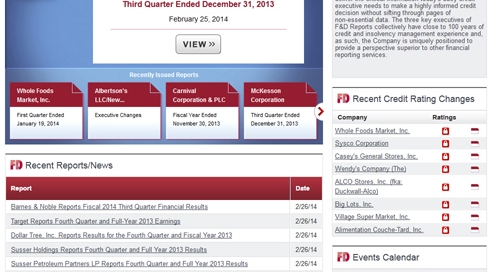 Third Quarter Ended December 31, 2013
February 25, 2014
VIEW >>
Recently Issued Reports
Whole Foods
Market, Inc.
First Quarter Ended
January 19, 2014
Albertson's
LLC/New...
Executive Changes
Carnival
Corporation & PLC
Fiscal Year Ended
November 30, 2013
McKesson
Corporation
Third Quarter Ended
December 31, 2013
FD Recent Reports/News
Report Date
Barnes & Noble Reports Fiscal 2014 Third Quarter Financial Results 2/26/14
Target Reports Fourth Quarter and Full-Year 2013 Earnings 2/26/14
Dollar Tree, Inc. Reports Results for the Fourth Quarter and Fiscal Year 2013 2/26/14
Susser Holdings Reports Fourth Quarter and Full Year 2013 Results 2/26/14
Susser Petroleum Partners LP Reports Fourth Quarter and Full Year 2013 Results 2/26/14
executive needs to make a highly informed credit
decision without sifting through pages of
non-essential data. The three key executives of
F&D Reports collectively have close to 100 years of
credit and insolvency management experience and,
as such, the Company is uniquely positioned to
provide a perspective superior to other financial
reporting services.
FD Recent Credit Rating Changes
Company Ratings
Whole Foods Market, Inc.
Sysco Corporation
Casey's General Stores, Inc.
Wendy's Company (The)
ALCO Stores, Inc. (fka:
Duckwall-Alco)
Big Lots, Inc.
Village Super Market, Inc.
Alimentation Couche-Tard, Inc.
FD Events Calendar